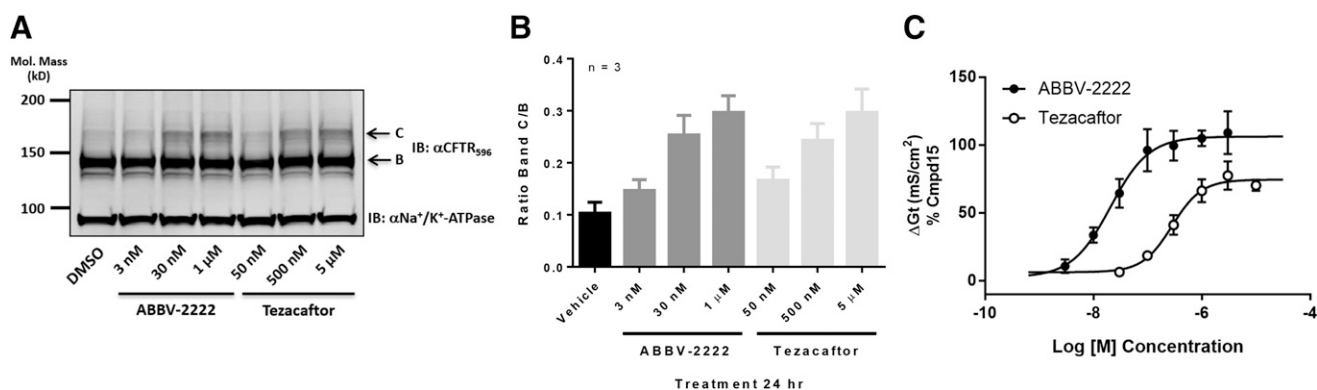 A
Mol. Mass
(kD)
200
150
100
C
IB: αCFTR596
B
IB: αNa+/K+-ATPase
DMSO
3 nM
30 nM
1 µM
50 nM
500 nM
5 µM
ABBV-2222
Tezacaftor
B
n = 3
0.4
0.3
0.2
0.1
0.0
Ratio Band C/B
Vehicle
3 nM
30 nM
1 µM
50 nM
500 nM
5 µM
ABBV-2222
Tezacaftor
Treatment 24 hr
C
ABBV-2222
Tezacaftor
ΔGt (mS/cm2)
% Cmpd15
150
100
50
0
-10
-8
-6
-4
Log [M] Concentration